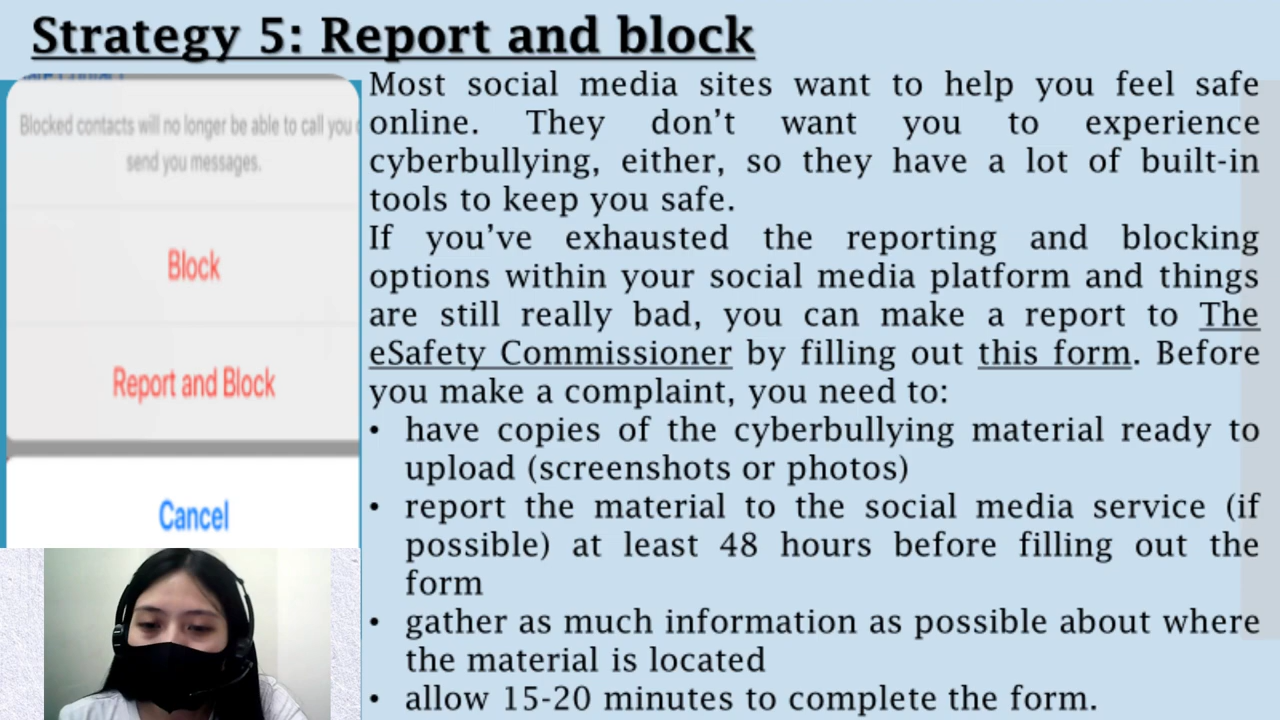 Strategy 5: Report and block
Blocked contacts will no longer be able to call you
send you messages.
Block
Report and Block
Cancel
Most social media sites want to help you feel safe
online. They don’t want you to experience
cyberbullying, either, so they have a lot of built-in
tools to keep you safe.
If you’ve exhausted the reporting and blocking
options within your social media platform and things
are still really bad, you can make a report to The
eSafety Commissioner by filling out this form. Before
you make a complaint, you need to:
• have copies of the cyberbullying material ready to
upload (screenshots or photos)
• report the material to the social media service (if
possible) at least 48 hours before filling out the
form
• gather as much information as possible about where
the material is located
• allow 15-20 minutes to complete the form.